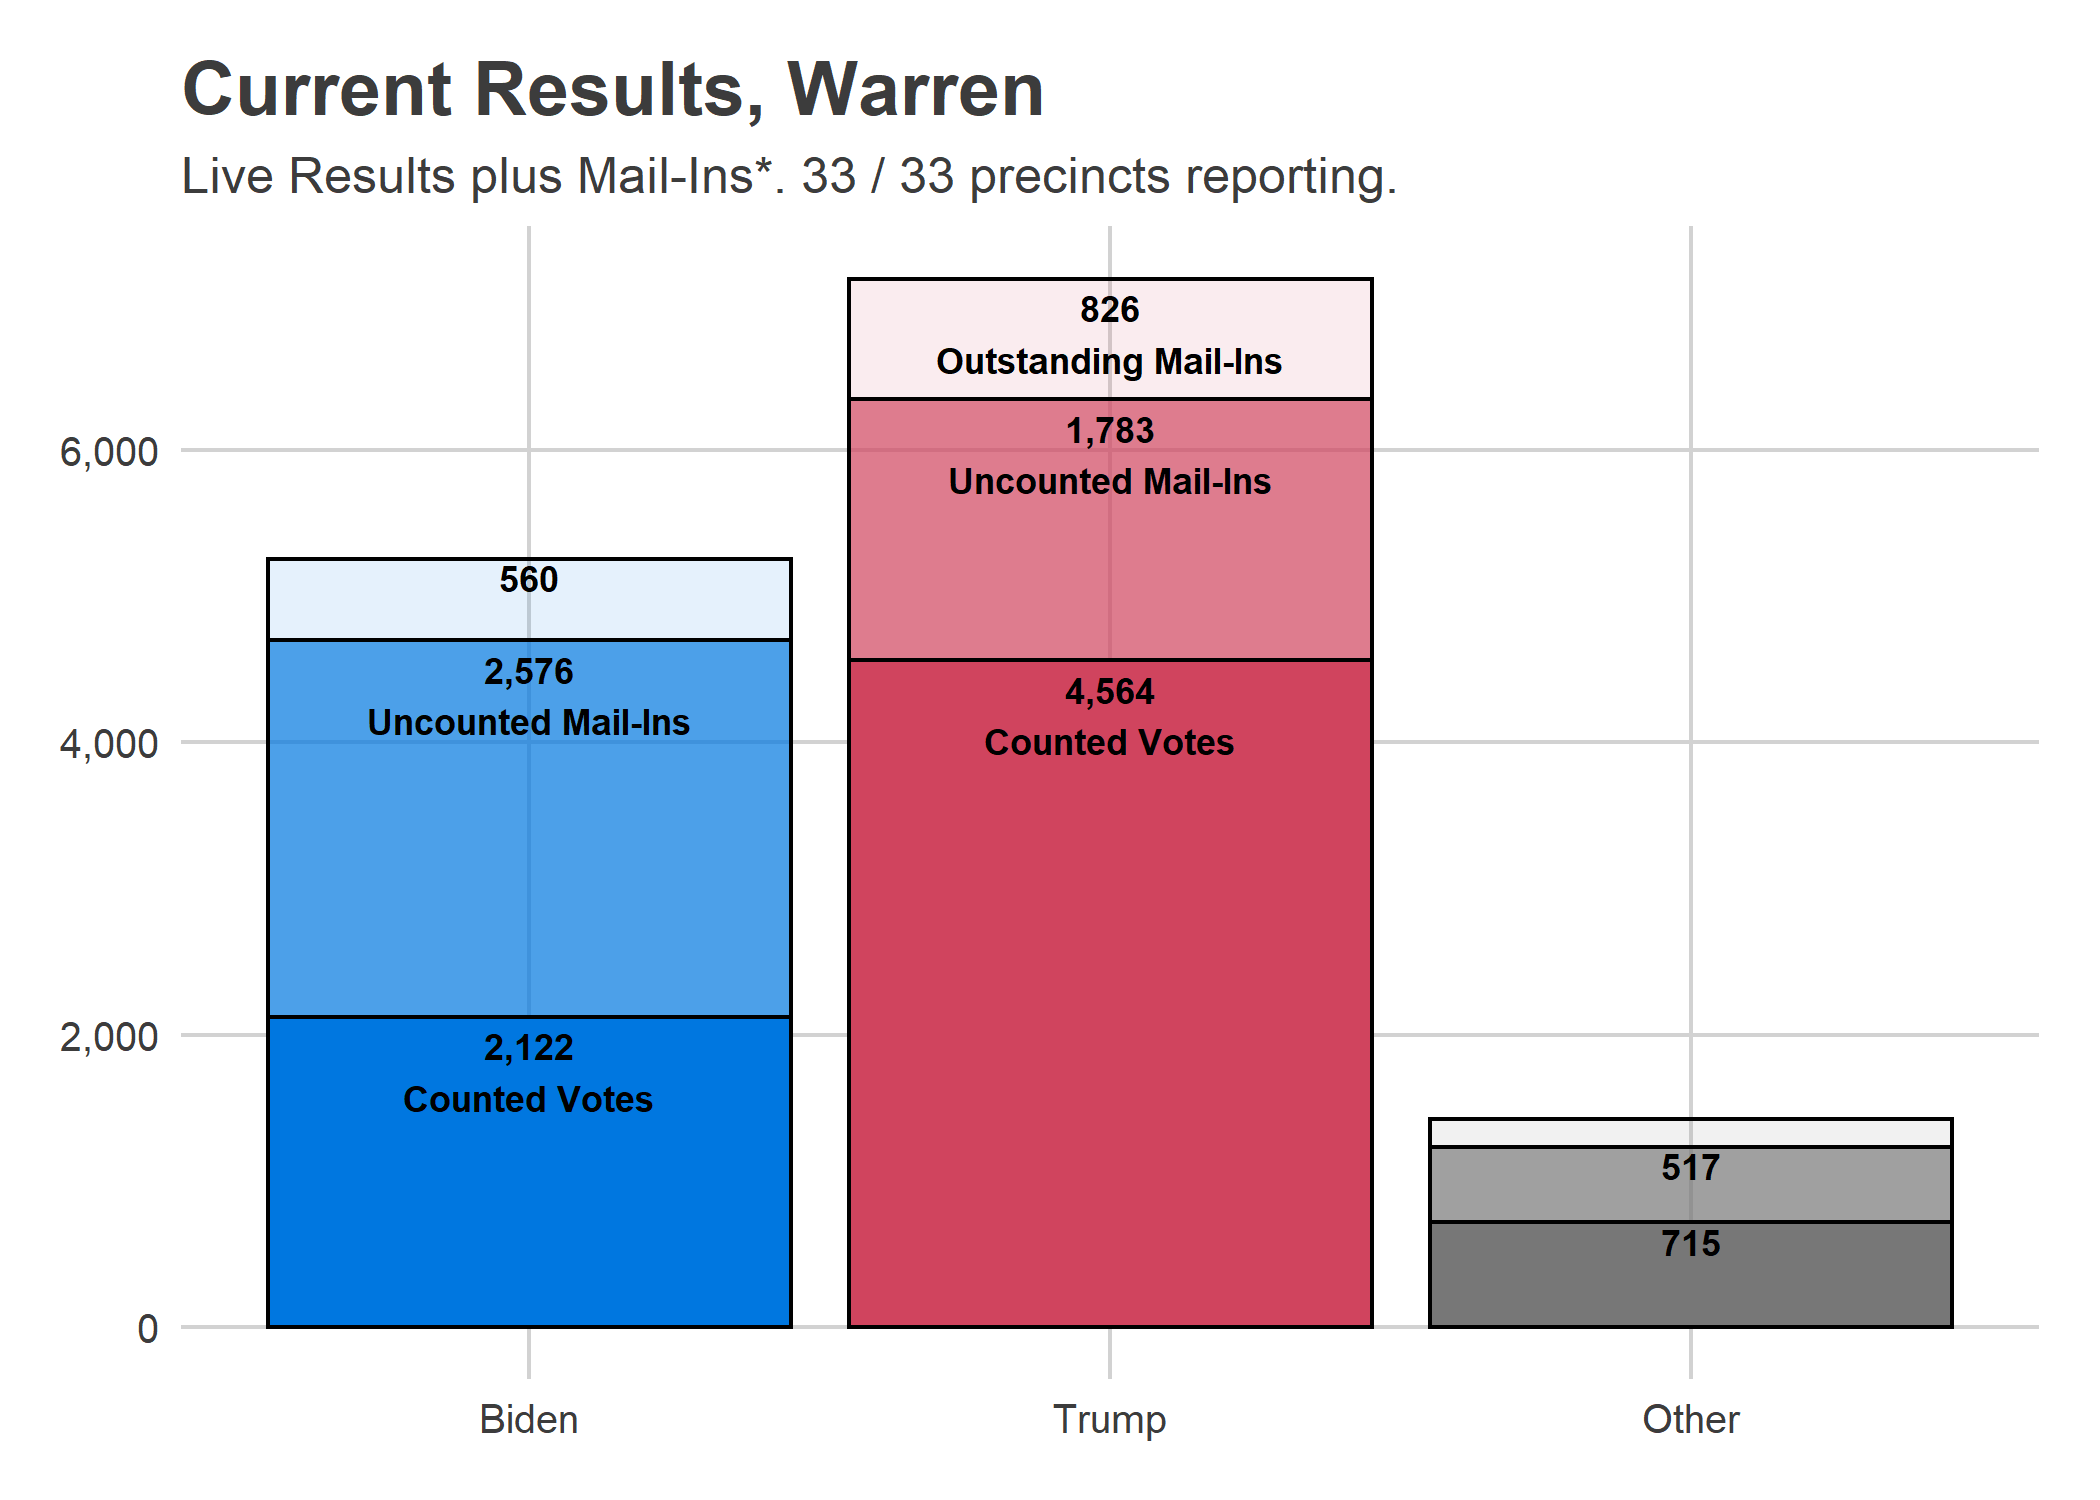 Current Results, Warren
Live Results plus Mail-Ins*. 33 / 33 precincts reporting.
826
Outstanding Mail-Ins
1,783
Uncounted Mail-Ins
6,000
560
2,576
Uncounted Mail-Ins
4,564
Counted Votes
4,000
2,122
Counted Votes
2,000
517
715
0
Biden
Trump
Other